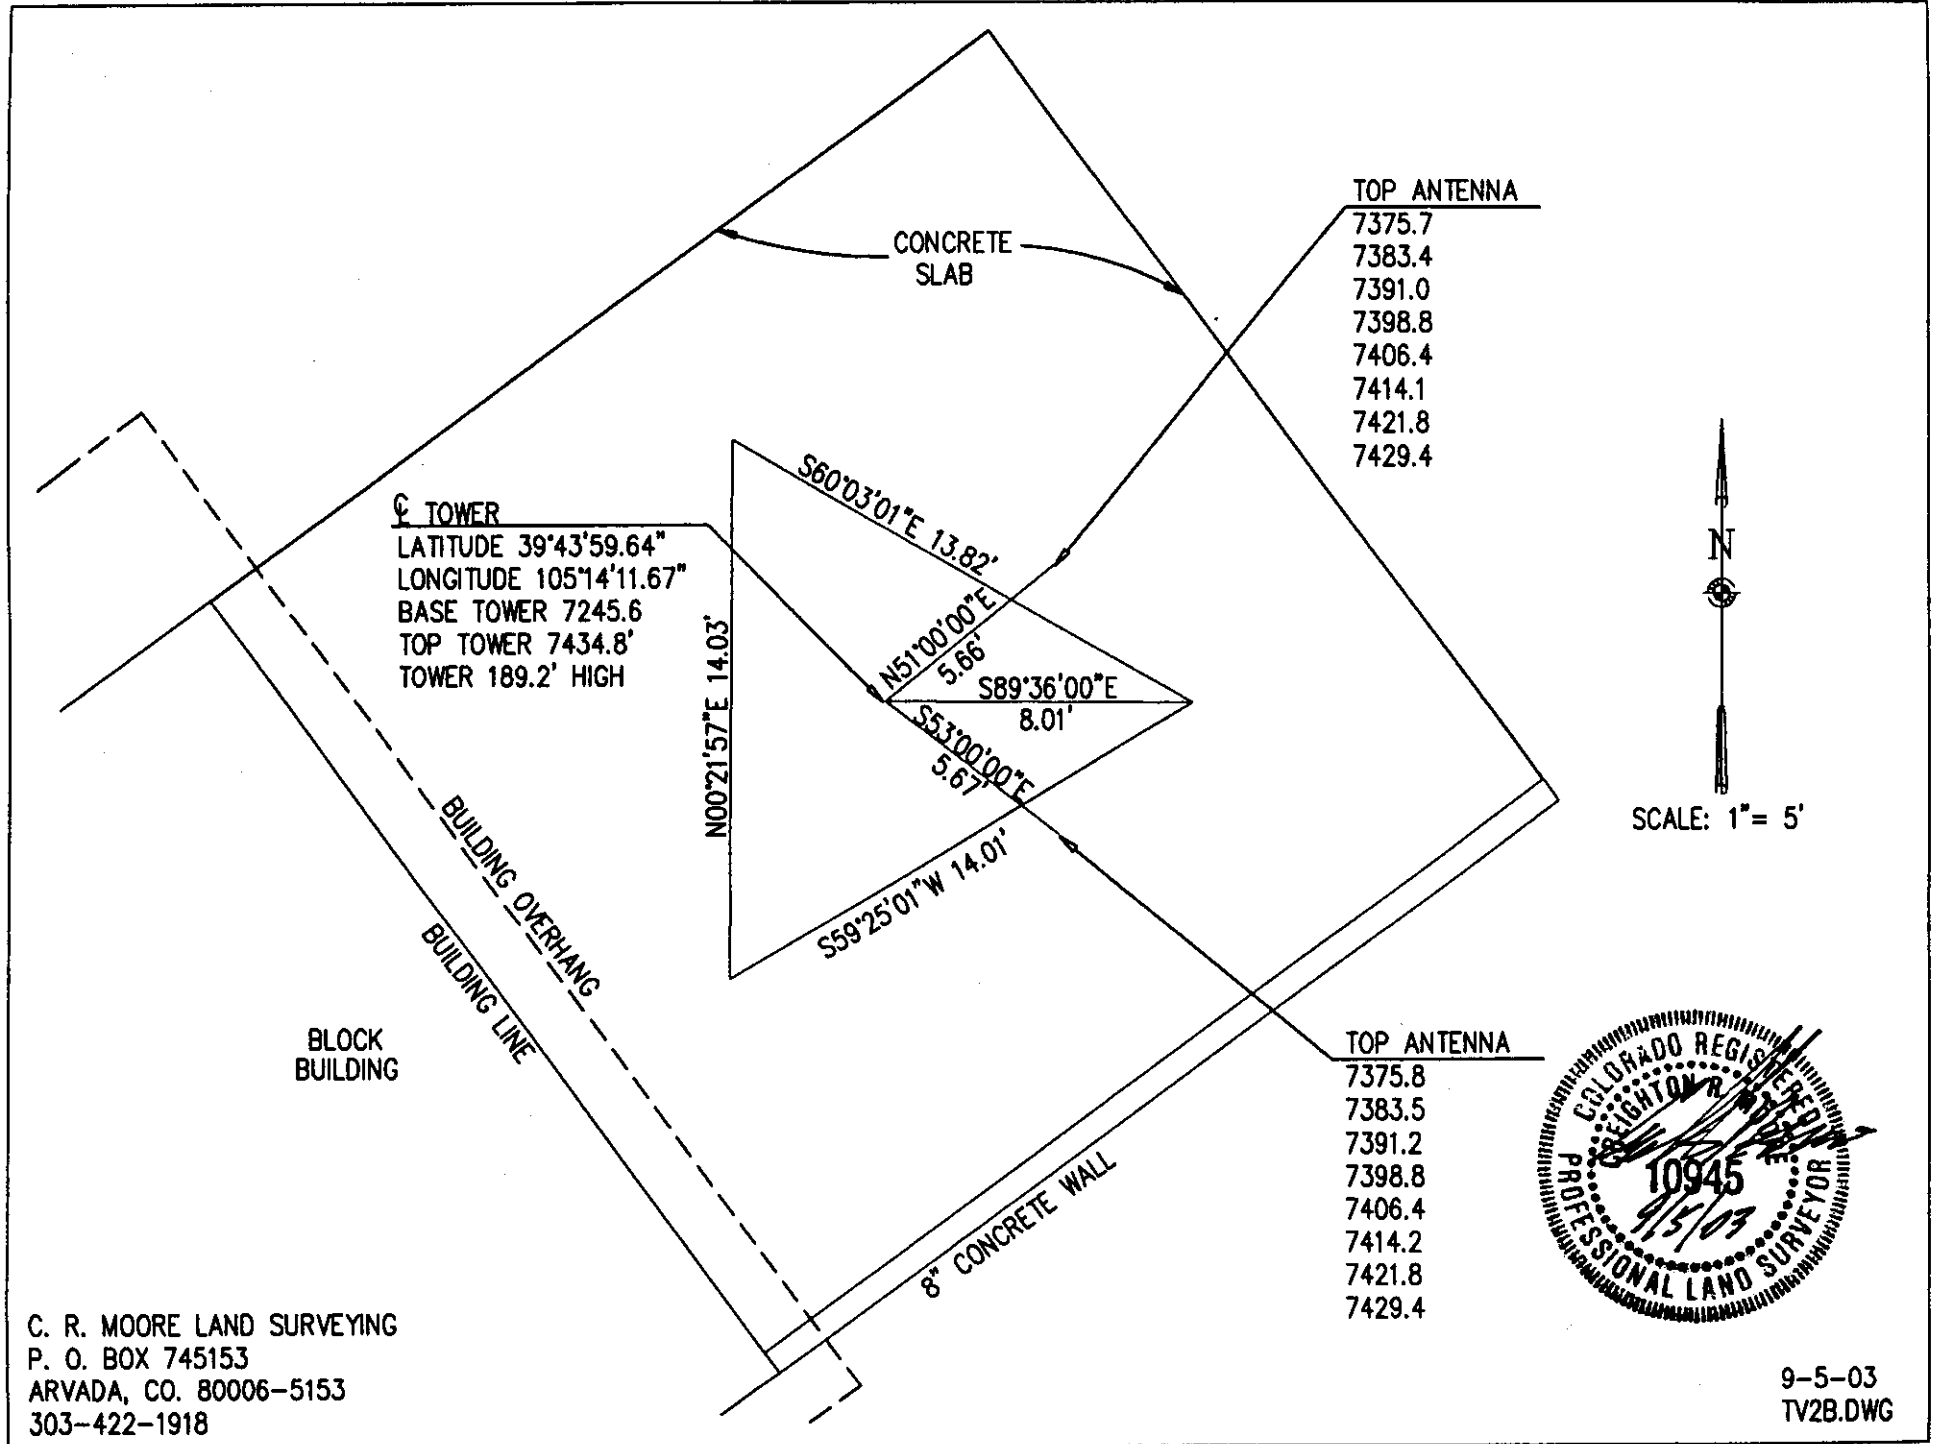 TOP ANTENNA
7375.7
7383.4
7391.0
7398.8
7406.4
7414.1
7421.8
7429.4
CONCRETE
SLAB
℄ TOWER
LATITUDE 39°43'59.64"
LONGITUDE 105°14'11.67"
BASE TOWER 7245.6
TOP TOWER 7434.8'
TOWER 189.2' HIGH
S60°03'01"E 13.82'
N51°00'00"E
5.66'
S89°36'00"E
8.01'
S53°00'00"E
5.67'
N00°21'57"E 14.03'
S59°25'01"W 14.01'
N
SCALE: 1"= 5'
BUILDING OVERHANG
BUILDING LINE
BLOCK
BUILDING
8" CONCRETE WALL
TOP ANTENNA
7375.8
7383.5
7391.2
7398.8
7406.4
7414.2
7421.8
7429.4
COLORADO REGISTERED
CREIGHTON R. MOORE
10945
9/5/03
PROFESSIONAL LAND SURVEYOR
C. R. MOORE LAND SURVEYING
P. O. BOX 745153
ARVADA, CO. 80006-5153
303-422-1918
9-5-03
TV2B.DWG